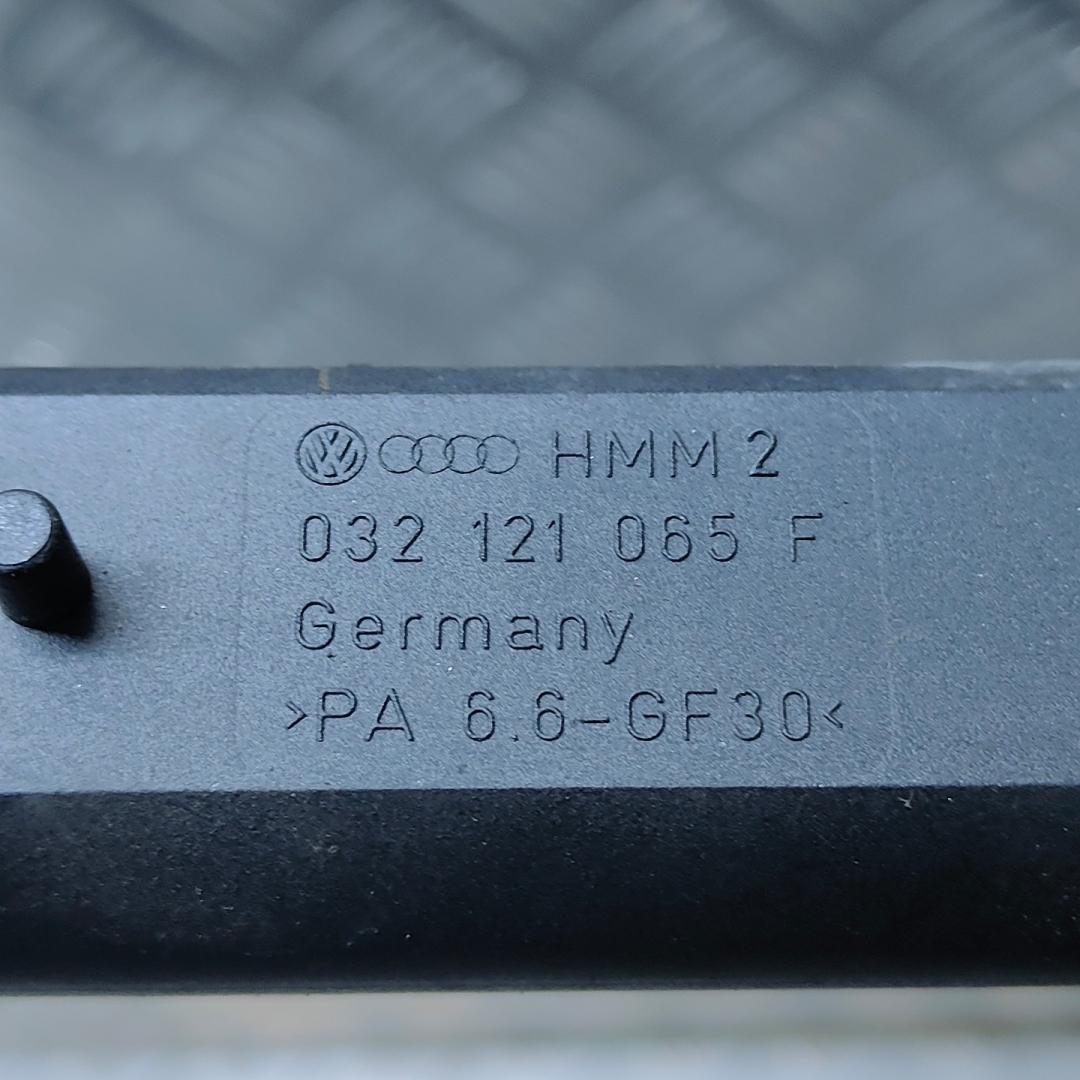 HMM 2
032 121 065 F
Germany
>PA 6.6-GF30<